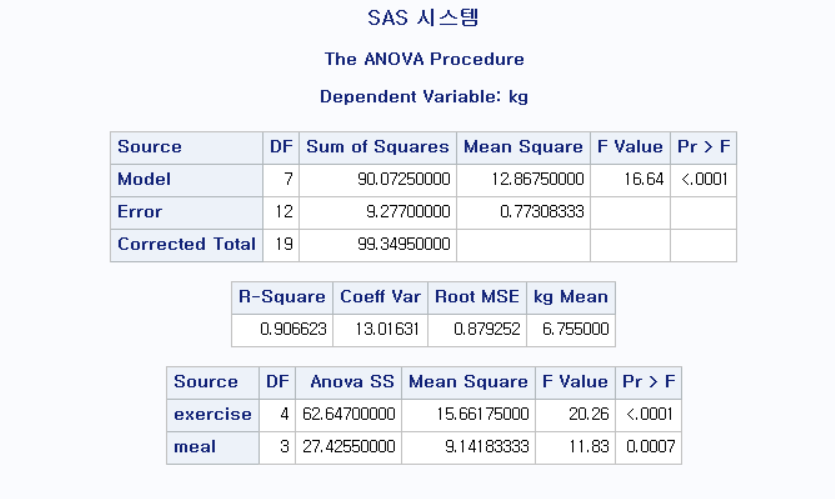 SAS 시스템
The ANOVA Procedure
Dependent Variable: kg
Source DF Sum of Squares Mean Square F Value Pr > F
Model 7 90.07250000 12.86750000 16.64 <.0001
Error 12 9.27700000 0.77308333
Corrected Total 19 99.34950000
R-Square Coeff Var Root MSE kg Mean
0.906623 13.01631 0.879252 6.755000
Source DF Anova SS Mean Square F Value Pr > F
exercise 4 62.64700000 15.66175000 20.26 <.0001
meal 3 27.42550000 9.14183333 11.83 0.0007